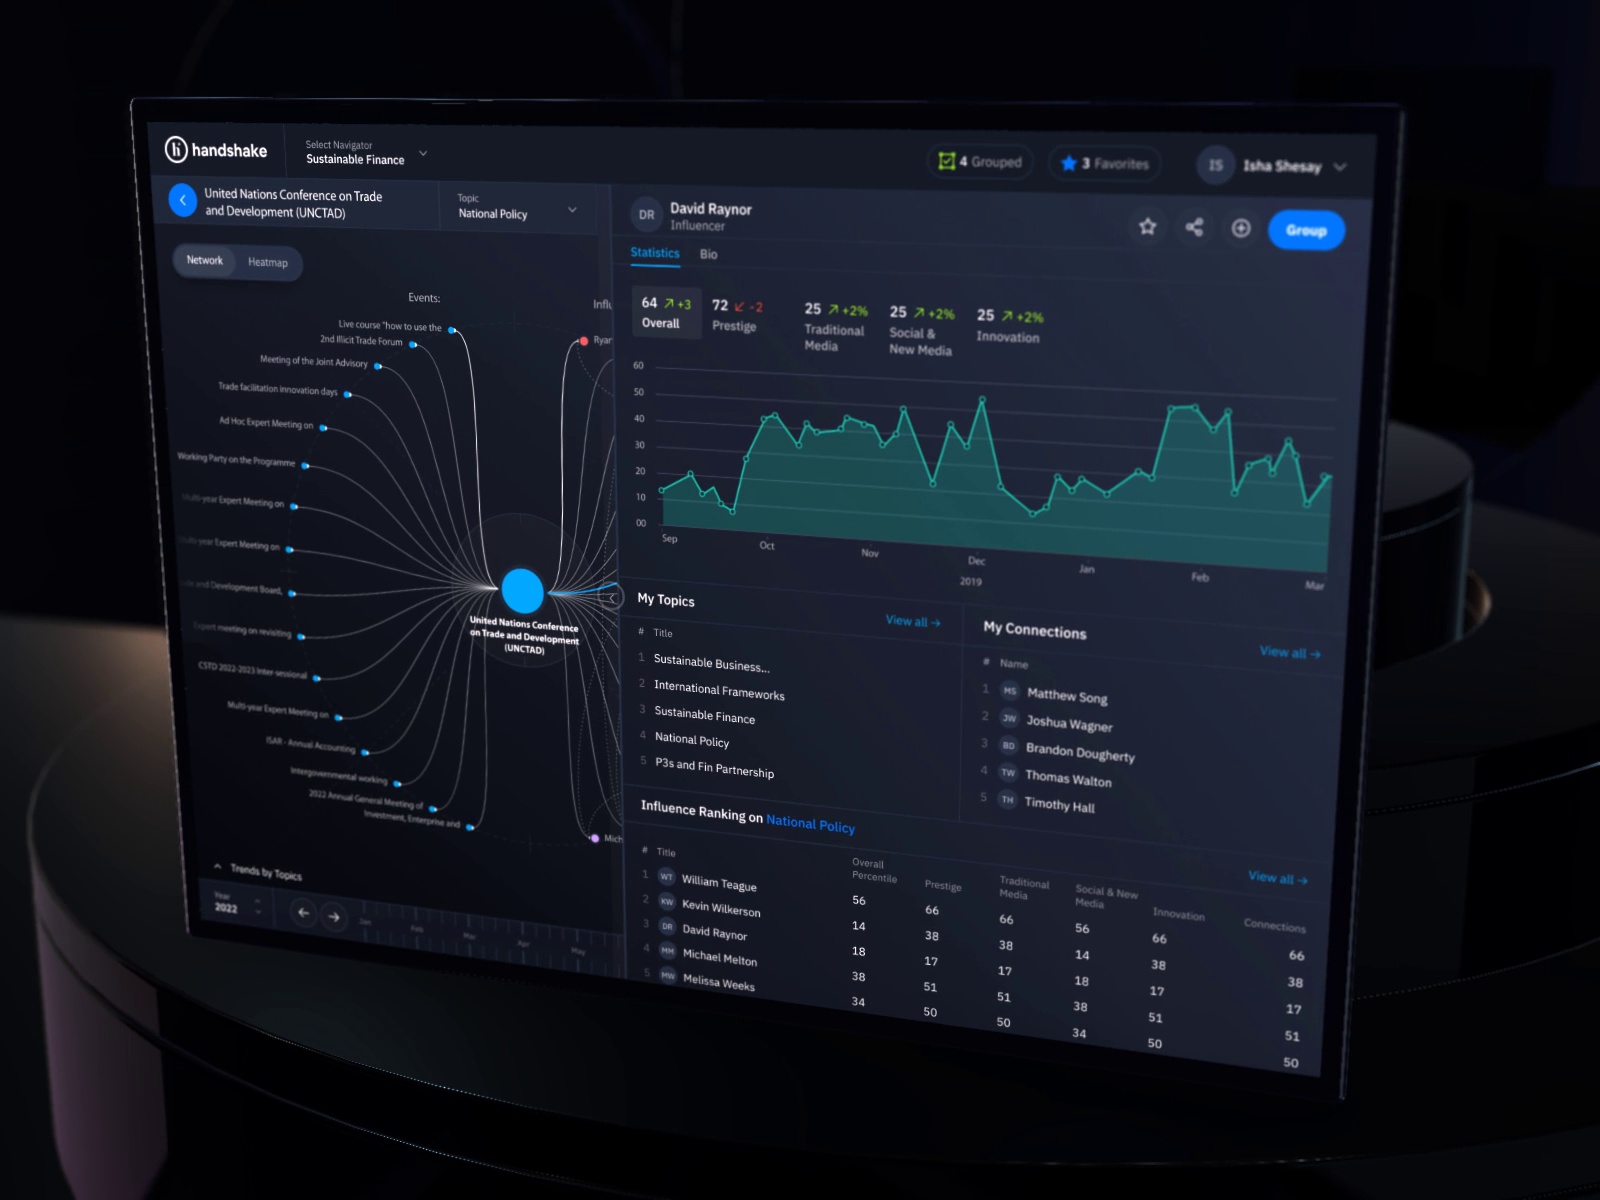 handshake
Select Navigator
Sustainable Finance
4 Grouped
3 Favorites
IS
Isha Shesay
United Nations Conference on Trade
and Development (UNCTAD)
Topic
National Policy
Network
Heatmap
Events:
Live course "how to use the
2nd Illicit Trade Forum
Meeting of the Joint Advisory
Trade facilitation innovation days
Ad Hoc Expert Meeting on
Working Party on the Programme
Multi-year Expert Meeting on
Multi-year Expert Meeting on
and Development Board,
Expert meeting on revisiting
CSTD 2022-2023 Inter-sessional
Multi-year Expert Meeting on
ISAR - Annual Accounting
Intergovernmental working
2022 Annual General Meeting of
Investment, Enterprise and
United Nations Conference
on Trade and Development
(UNCTAD)
Influ
Ryan
Mich
Trends by Topics
Year
2022
Jan
Feb
Mar
Apr
May
DR
David Raynor
Influencer
Group
Statistics
Bio
64 +3
Overall
72 -2
Prestige
25 +2%
Traditional
Media
25 +2%
Social &
New Media
25 +2%
Innovation
60
50
40
30
20
10
00
Sep
Oct
Nov
Dec
Jan
Feb
Mar
2019
My Topics
View all →
# Title
1 Sustainable Business...
2 International Frameworks
3 Sustainable Finance
4 National Policy
5 P3s and Fin Partnership
My Connections
View all →
# Name
1 MS Matthew Song
2 JW Joshua Wagner
3 BD Brandon Dougherty
4 TW Thomas Walton
5 TH Timothy Hall
Influence Ranking on National Policy
View all →
# Title
Overall
Percentile
Prestige
Traditional
Media
Social & New
Media
Innovation
Connections
1 WT William Teague 56 66 66 56 66 66
2 KW Kevin Wilkerson 14 38 38 14 38 38
3 DR David Raynor 18 17 17 18 17 17
4 MM Michael Melton 38 51 51 38 51 51
5 MW Melissa Weeks 34 50 50 34 50 50